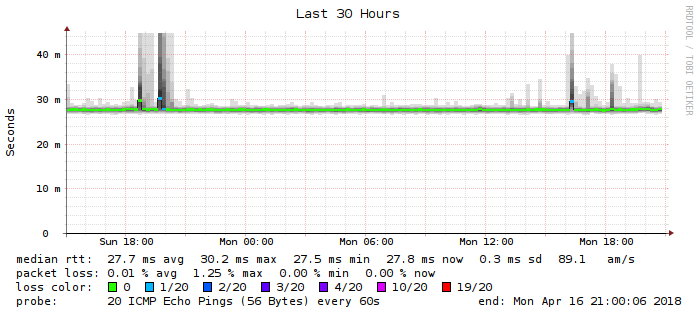 Last 30 Hours
RRDTOOL / TOBI OETIKER
Seconds
40 m
30 m
20 m
10 m
0
Sun 18:00 Mon 00:00 Mon 06:00 Mon 12:00 Mon 18:00
median rtt: 27.7 ms avg 30.2 ms max 27.5 ms min 27.8 ms now 0.3 ms sd 89.1 am/s
packet loss: 0.01 % avg 1.25 % max 0.00 % min 0.00 % now
loss color: 0 1/20 2/20 3/20 4/20 10/20 19/20
probe: 20 ICMP Echo Pings (56 Bytes) every 60s end: Mon Apr 16 21:00:06 2018